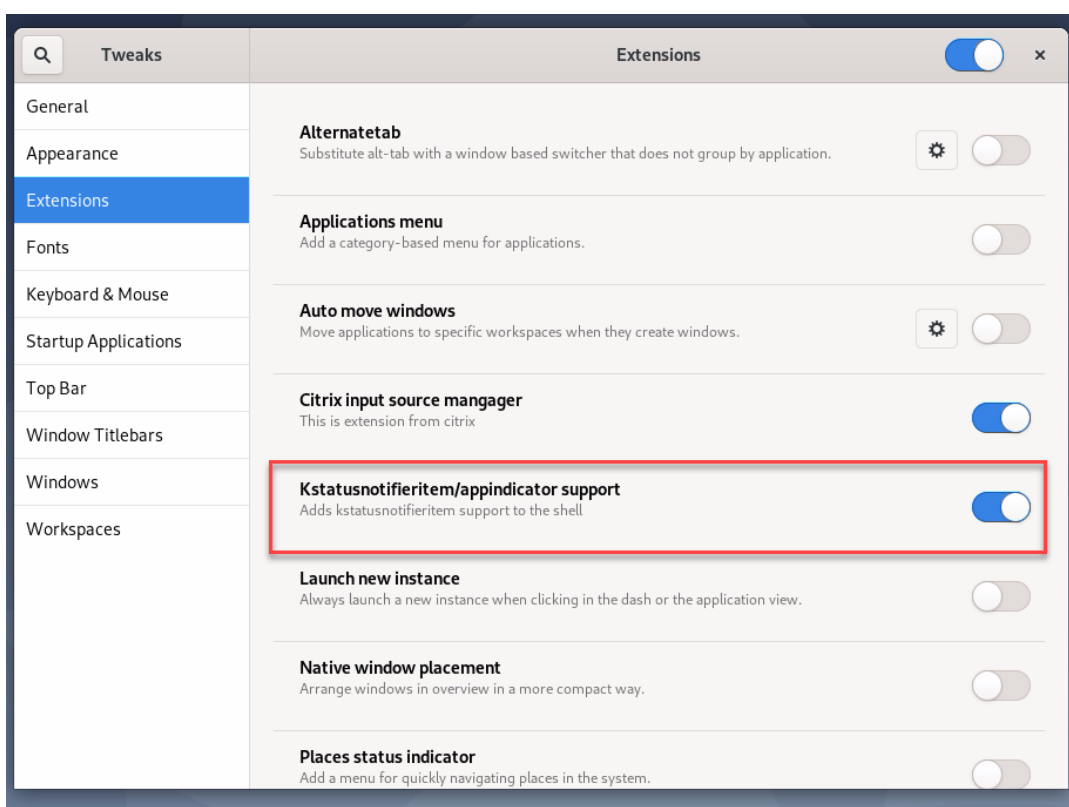 Tweaks
Extensions
General
Appearance
Extensions
Fonts
Keyboard & Mouse
Startup Applications
Top Bar
Window Titlebars
Windows
Workspaces
Alternatetab
Substitute alt-tab with a window based switcher that does not group by application.
Applications menu
Add a category-based menu for applications.
Auto move windows
Move applications to specific workspaces when they create windows.
Citrix input source mangager
This is extension from citrix
Kstatusnotifieritem/appindicator support
Adds kstatusnotifieritem support to the shell
Launch new instance
Always launch a new instance when clicking in the dash or the application view.
Native window placement
Arrange windows in overview in a more compact way.
Places status indicator
Add a menu for quickly navigating places in the system.